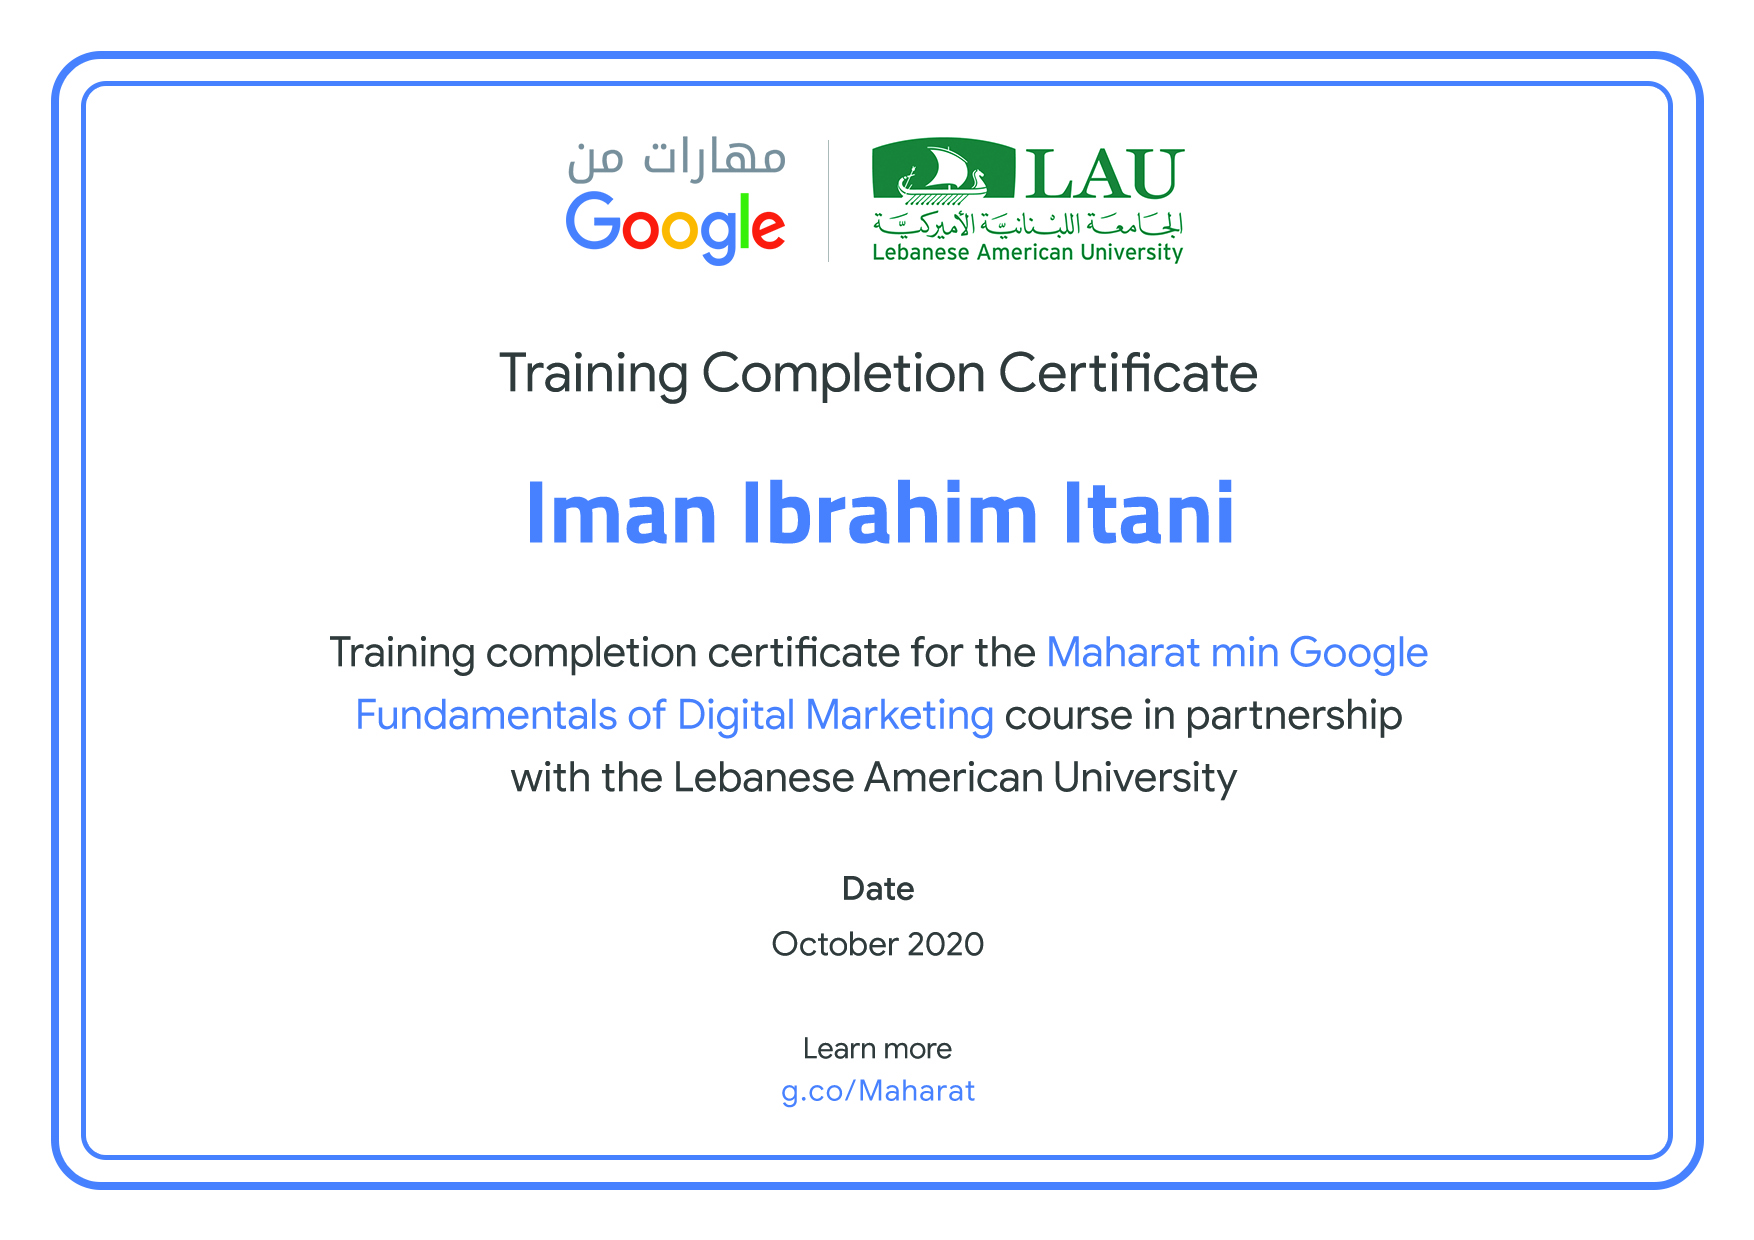 مهارات من
Google
LAU
الجامعة اللبنانية الأميركية
Lebanese American University
Training Completion Certificate
Iman Ibrahim Itani
Training completion certificate for the Maharat min Google
Fundamentals of Digital Marketing course in partnership
with the Lebanese American University
Date
October 2020
Learn more
g.co/Maharat